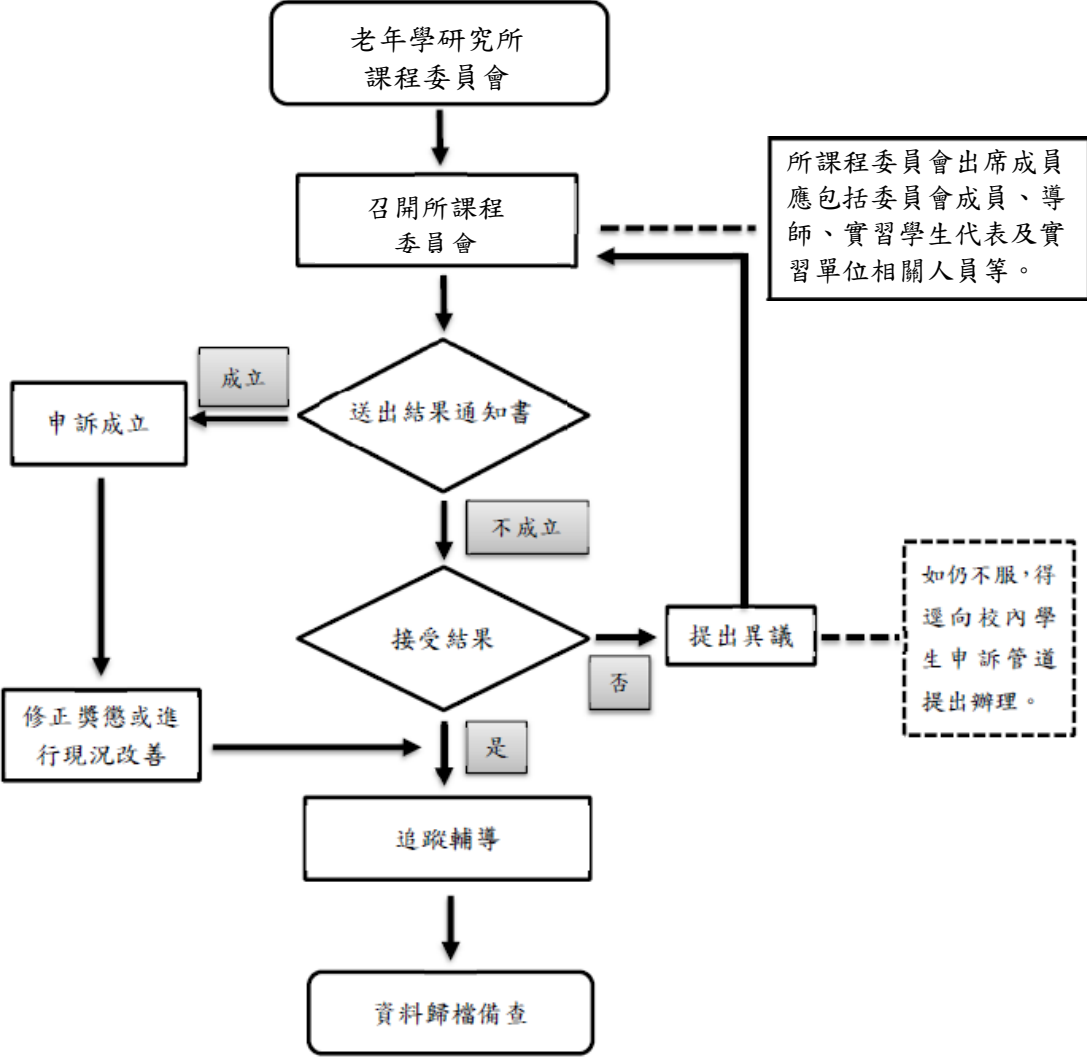 老年學研究所
課程委員會
召開所課程
委員會
所課程委員會出席成員
應包括委員會成員、導
師、實習學生代表及實
習單位相關人員等。
成立
申訴成立
送出結果通知書
不成立
接受結果
提出異議
否
如仍不服，得
逕向校內學
生申訴管道
提出辦理。
修正獎懲或進
行現況改善
是
追蹤輔導
資料歸檔備查